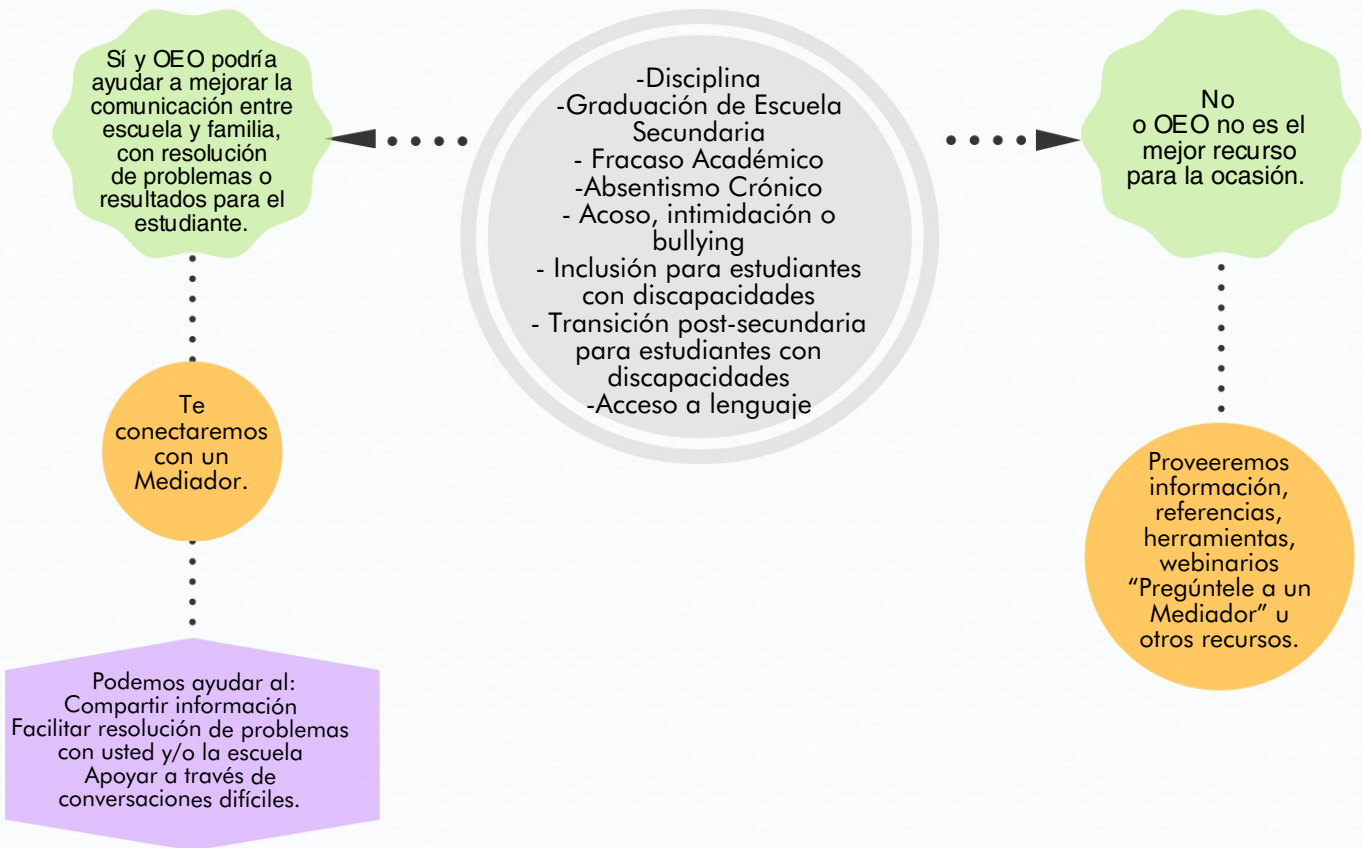 Sí y OEO podría
ayudar a mejorar la
comunicación entre
escuela y familia,
con resolución
de problemas o
resultados para el
estudiante.
-Disciplina
-Graduación de Escuela
Secundaria
- Fracaso Académico
-Absentismo Crónico
- Acoso, intimidación o
bullying
- Inclusión para estudiantes
con discapacidades
- Transición post-secundaria
para estudiantes con
discapacidades
-Acceso a lenguaje
No
o OEO no es el
mejor recurso
para la ocasión.
Te
conectaremos
con un
Mediador.
Proveeremos
información,
referencias,
herramientas,
webinarios
“Pregúntele a un
Mediador” u
otros recursos.
Podemos ayudar al:
Compartir información
Facilitar resolución de problemas
con usted y/o la escuela
Apoyar a través de
conversaciones difíciles.